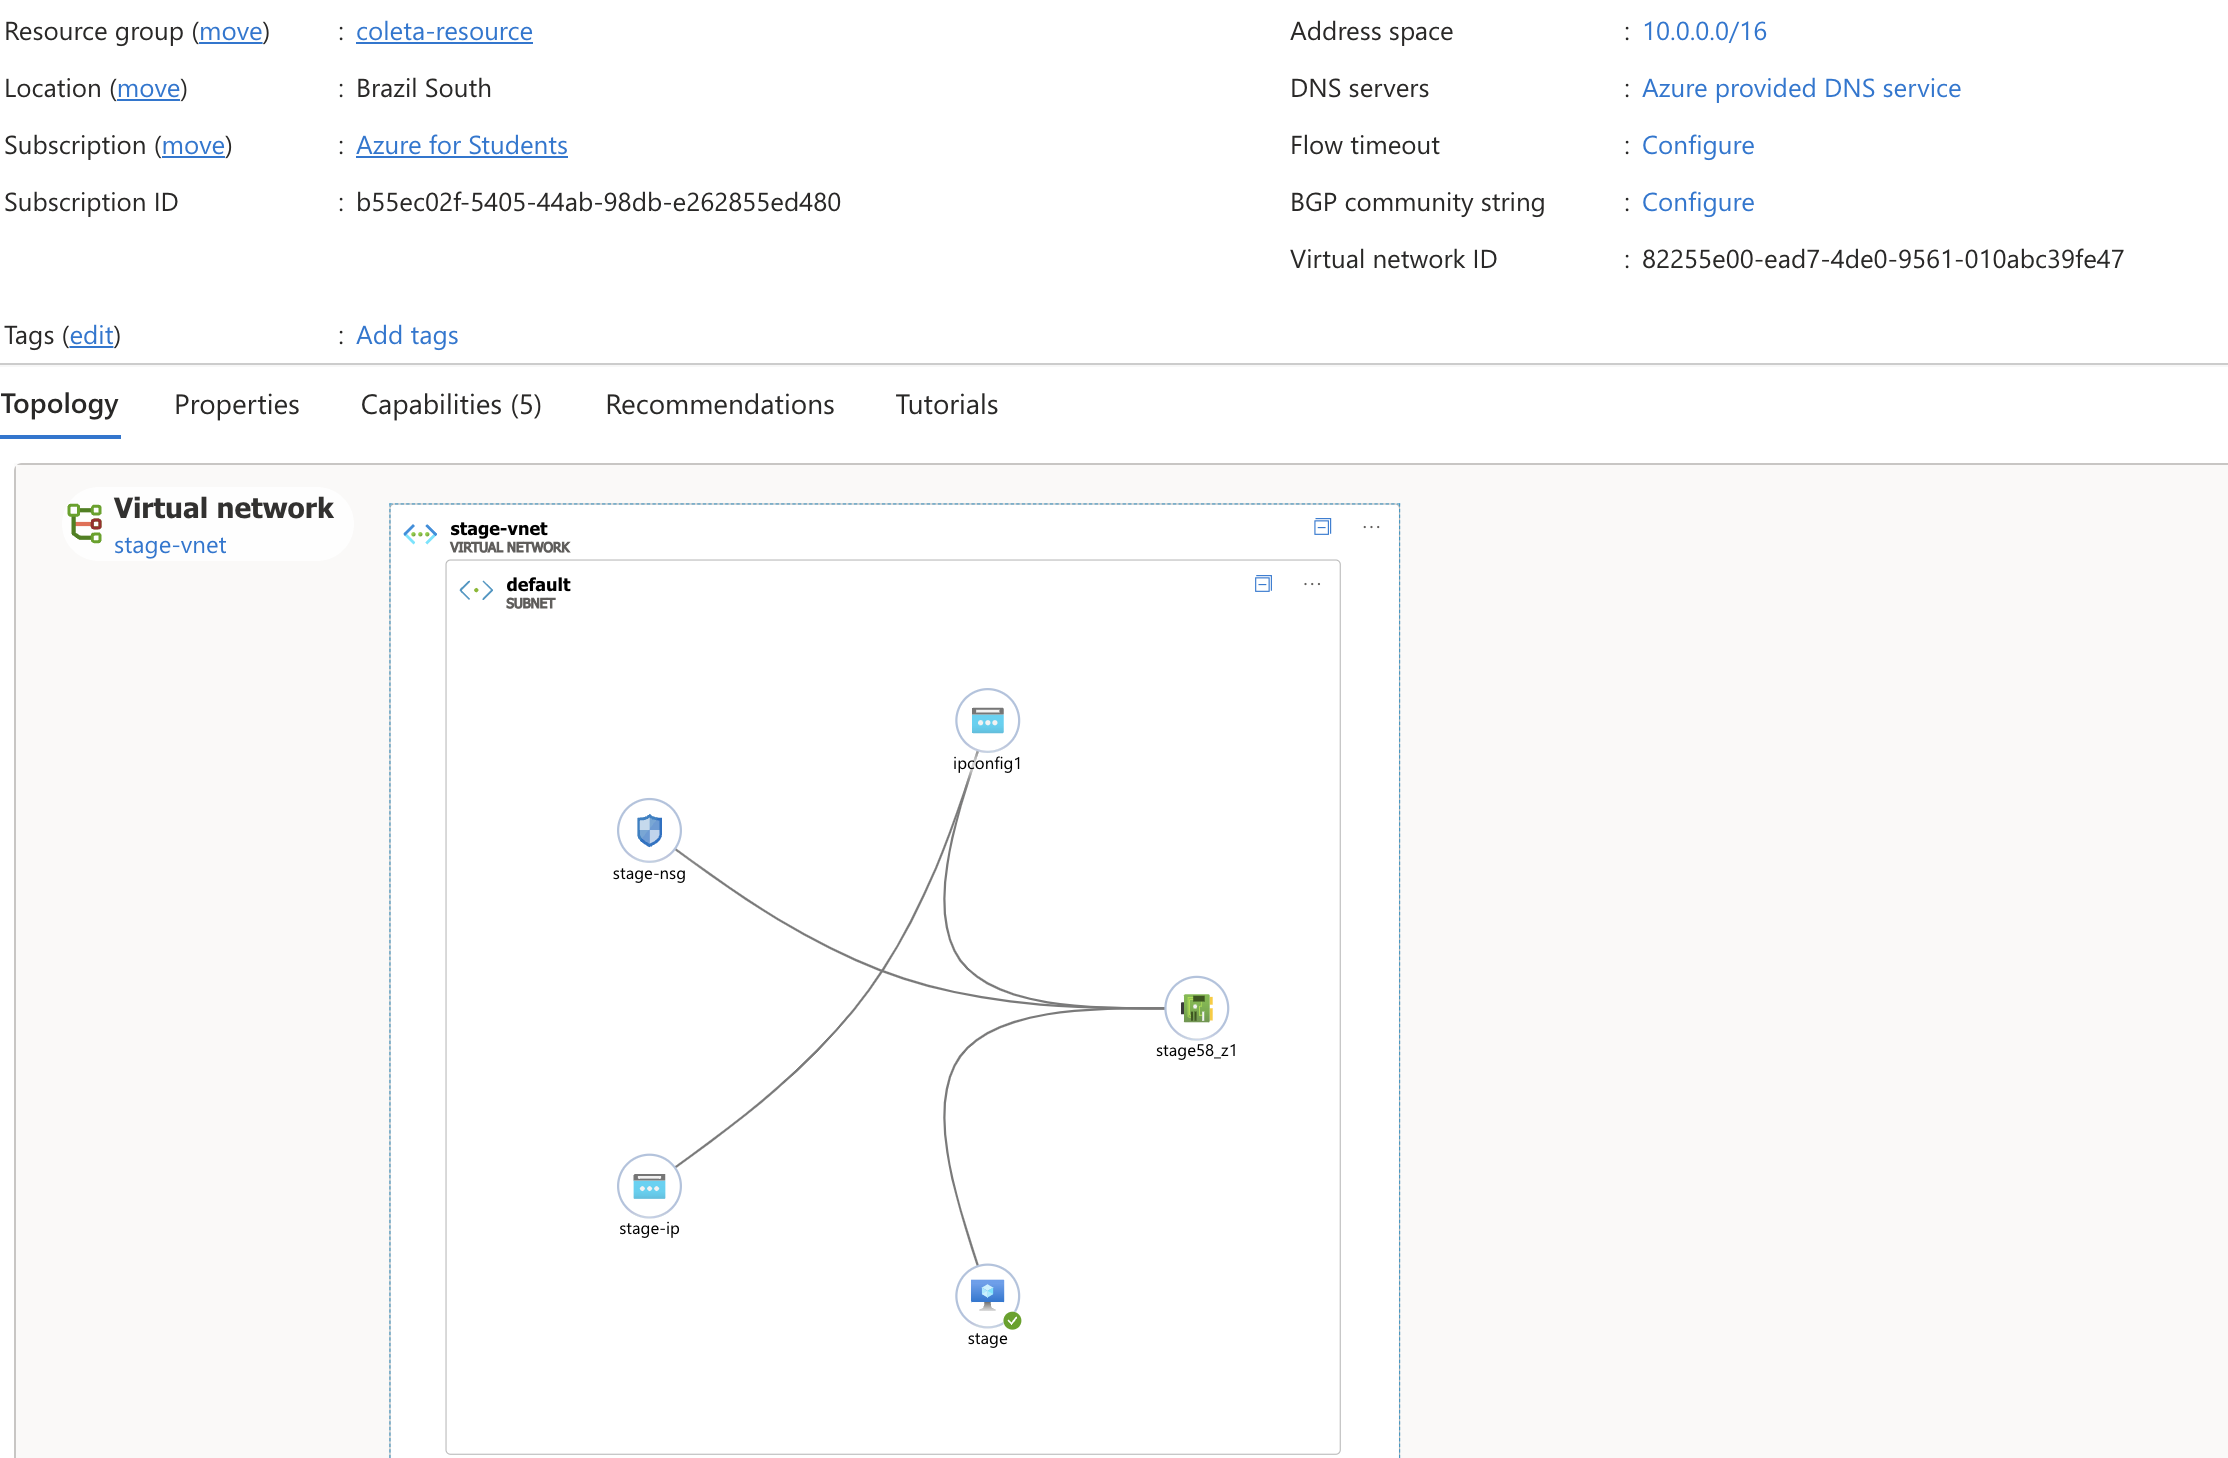 Resource group (move) : coleta-resource
Location (move) : Brazil South
Subscription (move) : Azure for Students
Subscription ID : b55ec02f-5405-44ab-98db-e262855ed480
Address space : 10.0.0.0/16
DNS servers : Azure provided DNS service
Flow timeout : Configure
BGP community string : Configure
Virtual network ID : 82255e00-ead7-4de0-9561-010abc39fe47
Tags (edit) : Add tags
Topology Properties Capabilities (5) Recommendations Tutorials
Virtual network
stage-vnet
stage-vnet
VIRTUAL NETWORK
default
SUBNET
ipconfig1
stage-nsg
stage58_z1
stage-ip
stage